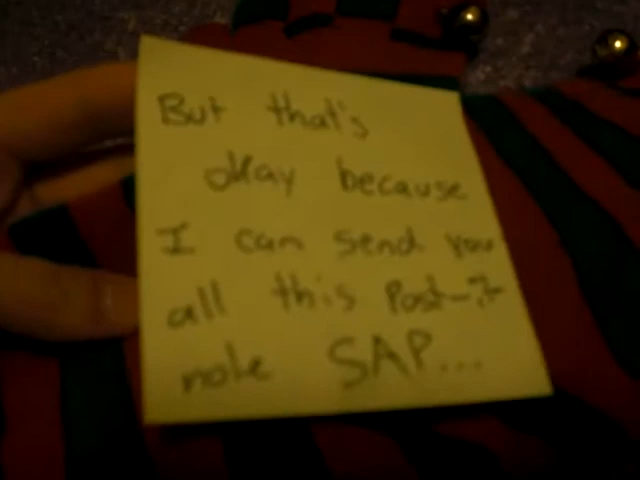 But that's
okay because
I can send you
all this Post-It
note SAP...